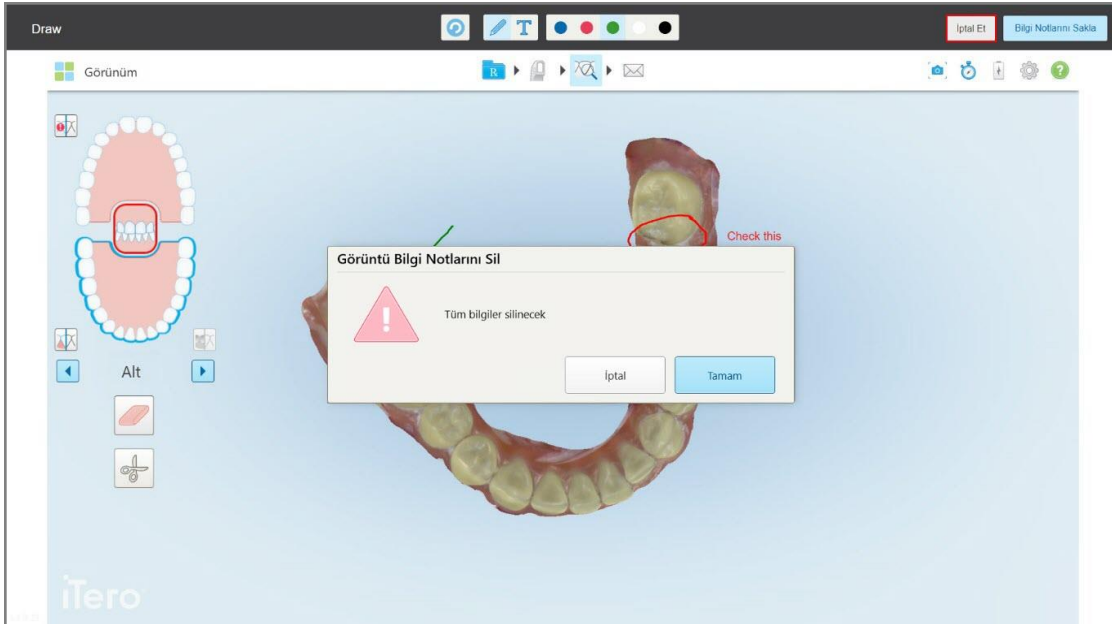 Draw
T
İptal Et
Bilgi Notlarını Sakla
Görünüm
R
Check this
Görüntü Bilgi Notlarını Sil
Tüm bilgiler silinecek
İptal
Tamam
Alt
iTero